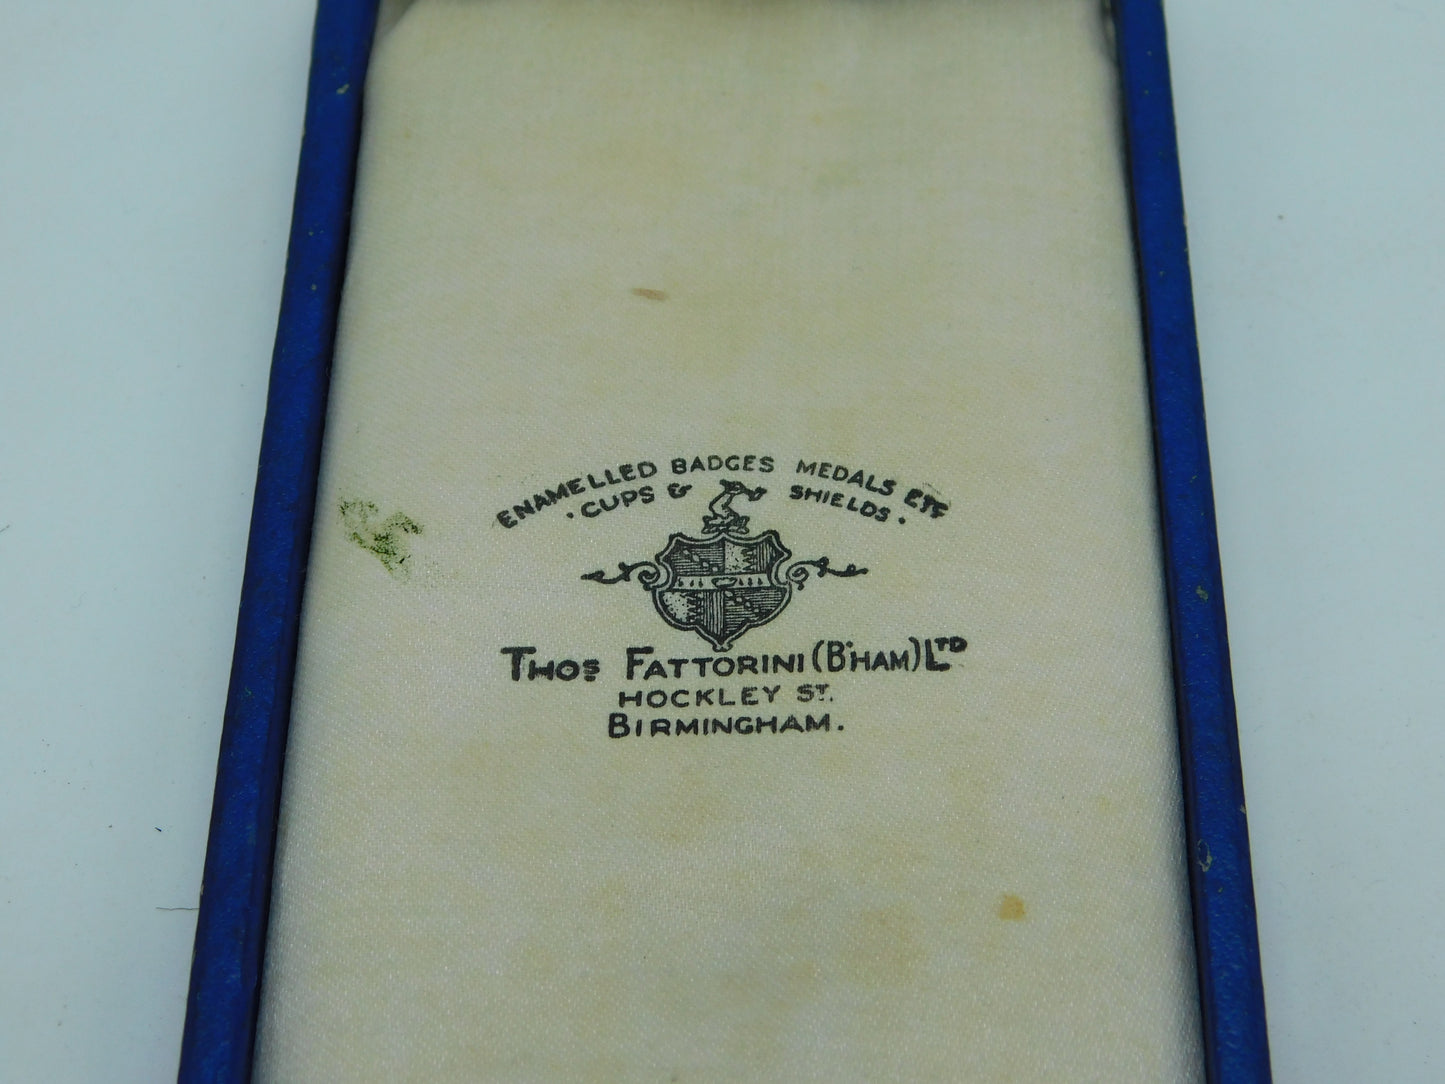 ENAMELLED BADGES MEDALS ETC
· CUPS & SHIELDS ·
THOS FATTORINI (B'HAM) LTD
HOCKLEY ST.
BIRMINGHAM.